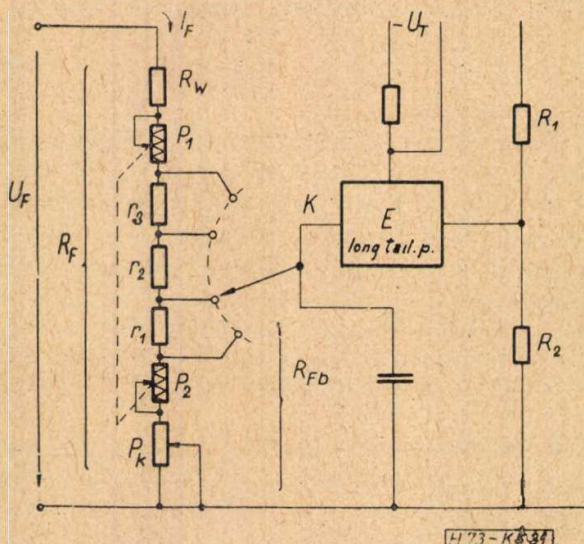 I_F
-U_T
R_W
P_1
R_1
U_F
r_3
K
E
long tail.p.
R_F
r_2
r_1
R_Fb
R_2
P_2
P_k